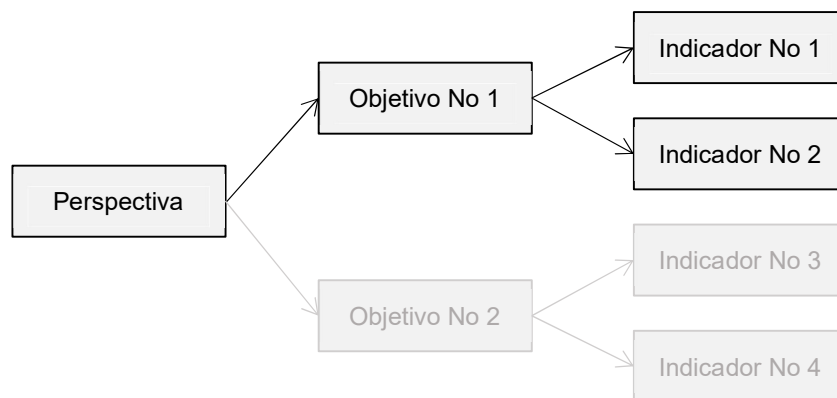 Perspectiva
Objetivo No 1
Indicador No 1
Indicador No 2
Objetivo No 2
Indicador No 3
Indicador No 4